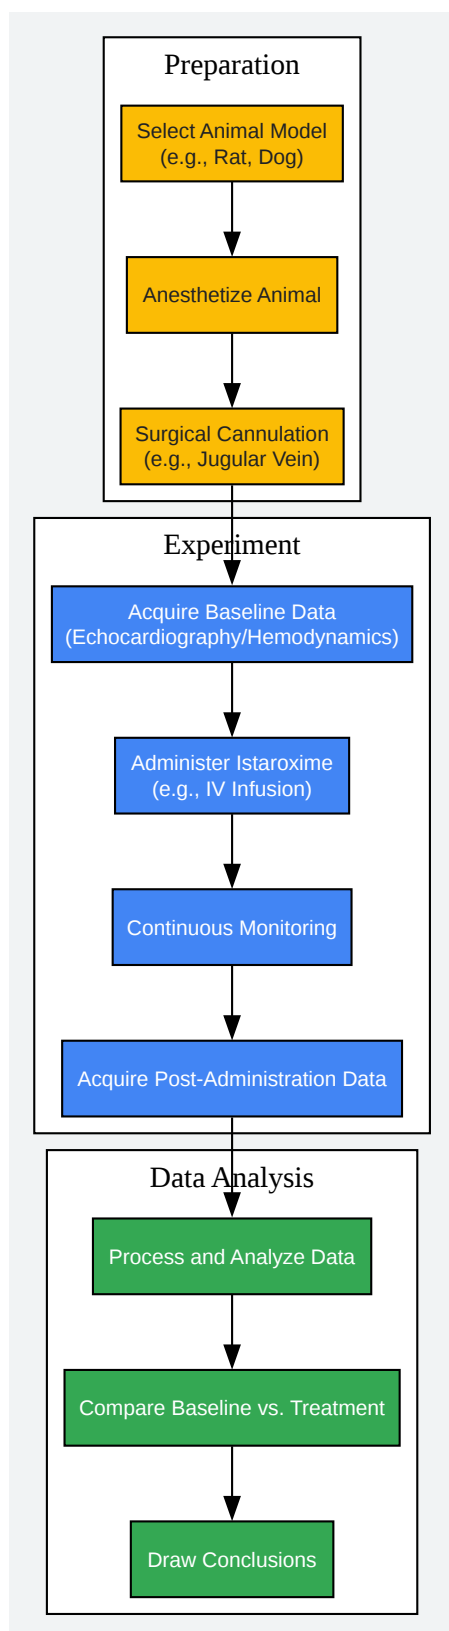 Preparation
Select Animal Model
(e.g., Rat, Dog)
Anesthetize Animal
Surgical Cannulation
(e.g., Jugular Vein)
Experiment
Acquire Baseline Data
(Echocardiography/Hemodynamics)
Administer Istaroxime
(e.g., IV Infusion)
Continuous Monitoring
Acquire Post-Administration Data
Data Analysis
Process and Analyze Data
Compare Baseline vs. Treatment
Draw Conclusions